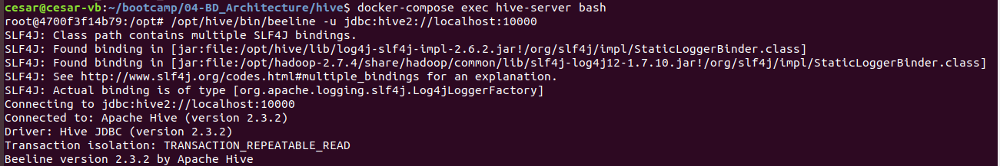 cesar@cesar-vb:~/bootcamp/04-BD_Architecture/hive$ docker-compose exec hive-server bash
root@4700f3f14b79:/opt# /opt/hive/bin/beeline -u jdbc:hive2://localhost:10000
SLF4J: Class path contains multiple SLF4J bindings.
SLF4J: Found binding in [jar:file:/opt/hive/lib/log4j-slf4j-impl-2.6.2.jar!/org/slf4j/impl/StaticLoggerBinder.class]
SLF4J: Found binding in [jar:file:/opt/hadoop-2.7.4/share/hadoop/common/lib/slf4j-log4j12-1.7.10.jar!/org/slf4j/impl/StaticLoggerBinder.class]
SLF4J: See http://www.slf4j.org/codes.html#multiple_bindings for an explanation.
SLF4J: Actual binding is of type [org.apache.logging.slf4j.Log4jLoggerFactory]
Connecting to jdbc:hive2://localhost:10000
Connected to: Apache Hive (version 2.3.2)
Driver: Hive JDBC (version 2.3.2)
Transaction isolation: TRANSACTION_REPEATABLE_READ
Beeline version 2.3.2 by Apache Hive